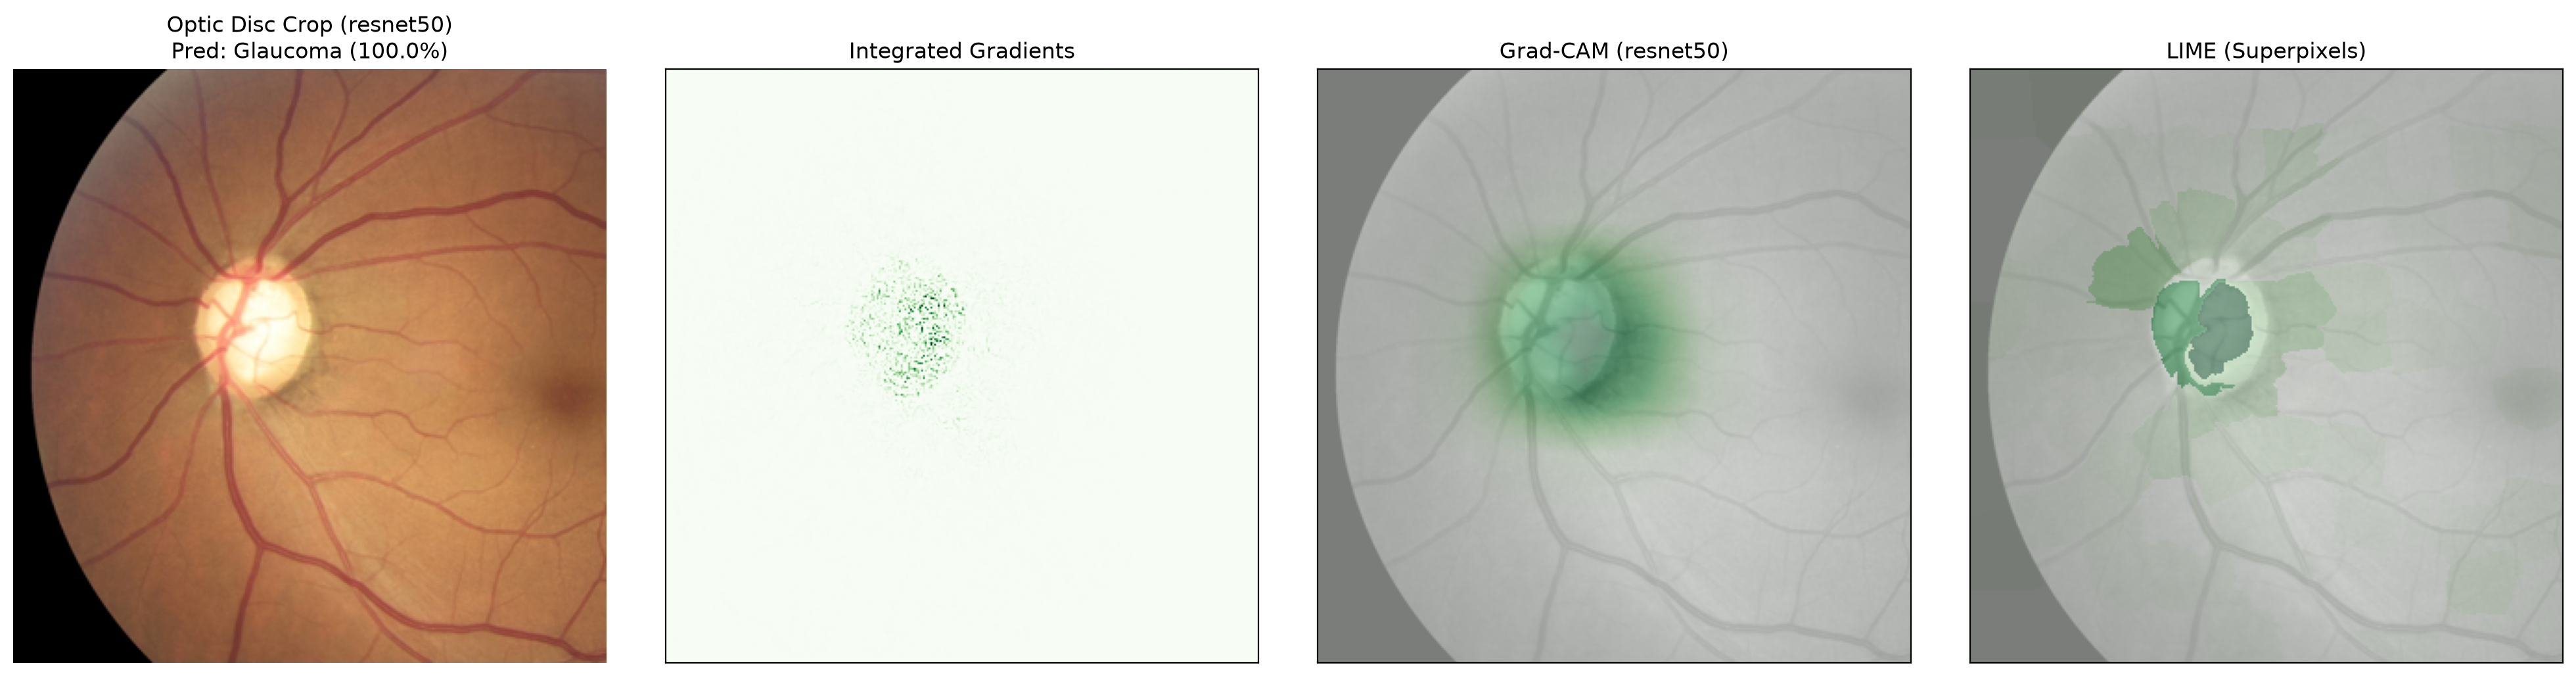 Optic Disc Crop (resnet50)
Pred: Glaucoma (100.0%)
Integrated Gradients
Grad-CAM (resnet50)
LIME (Superpixels)